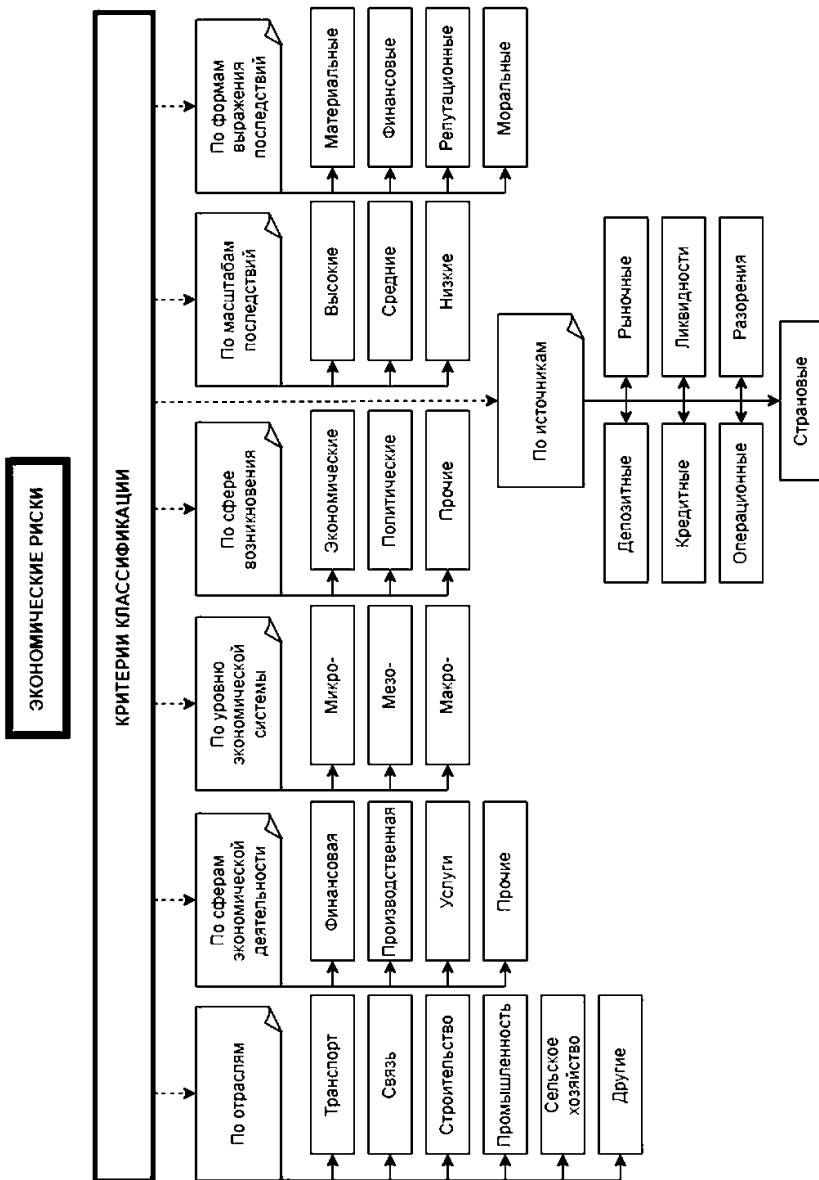 ЭКОНОМИЧЕСКИЕ РИСКИ
КРИТЕРИИ КЛАССИФИКАЦИИ
По отраслям
Транспорт
Связь
Строительство
Промышленность
Сельское
хозяйство
Другие
По сферам
экономической
деятельности
Финансовая
Производственная
Услуги
Прочие
По уровню
экономической
системы
Микро-
Мезо-
Макро-
По сфере
возникновения
Экономические
Политические
Прочие
По масштабам
последствий
Высокие
Средние
Низкие
По формам
выражения
последствий
Материальные
Финансовые
Репутационные
Моральные
По источникам
Депозитные
Рыночные
Кредитные
Ликвидности
Операционные
Разорения
Страновые